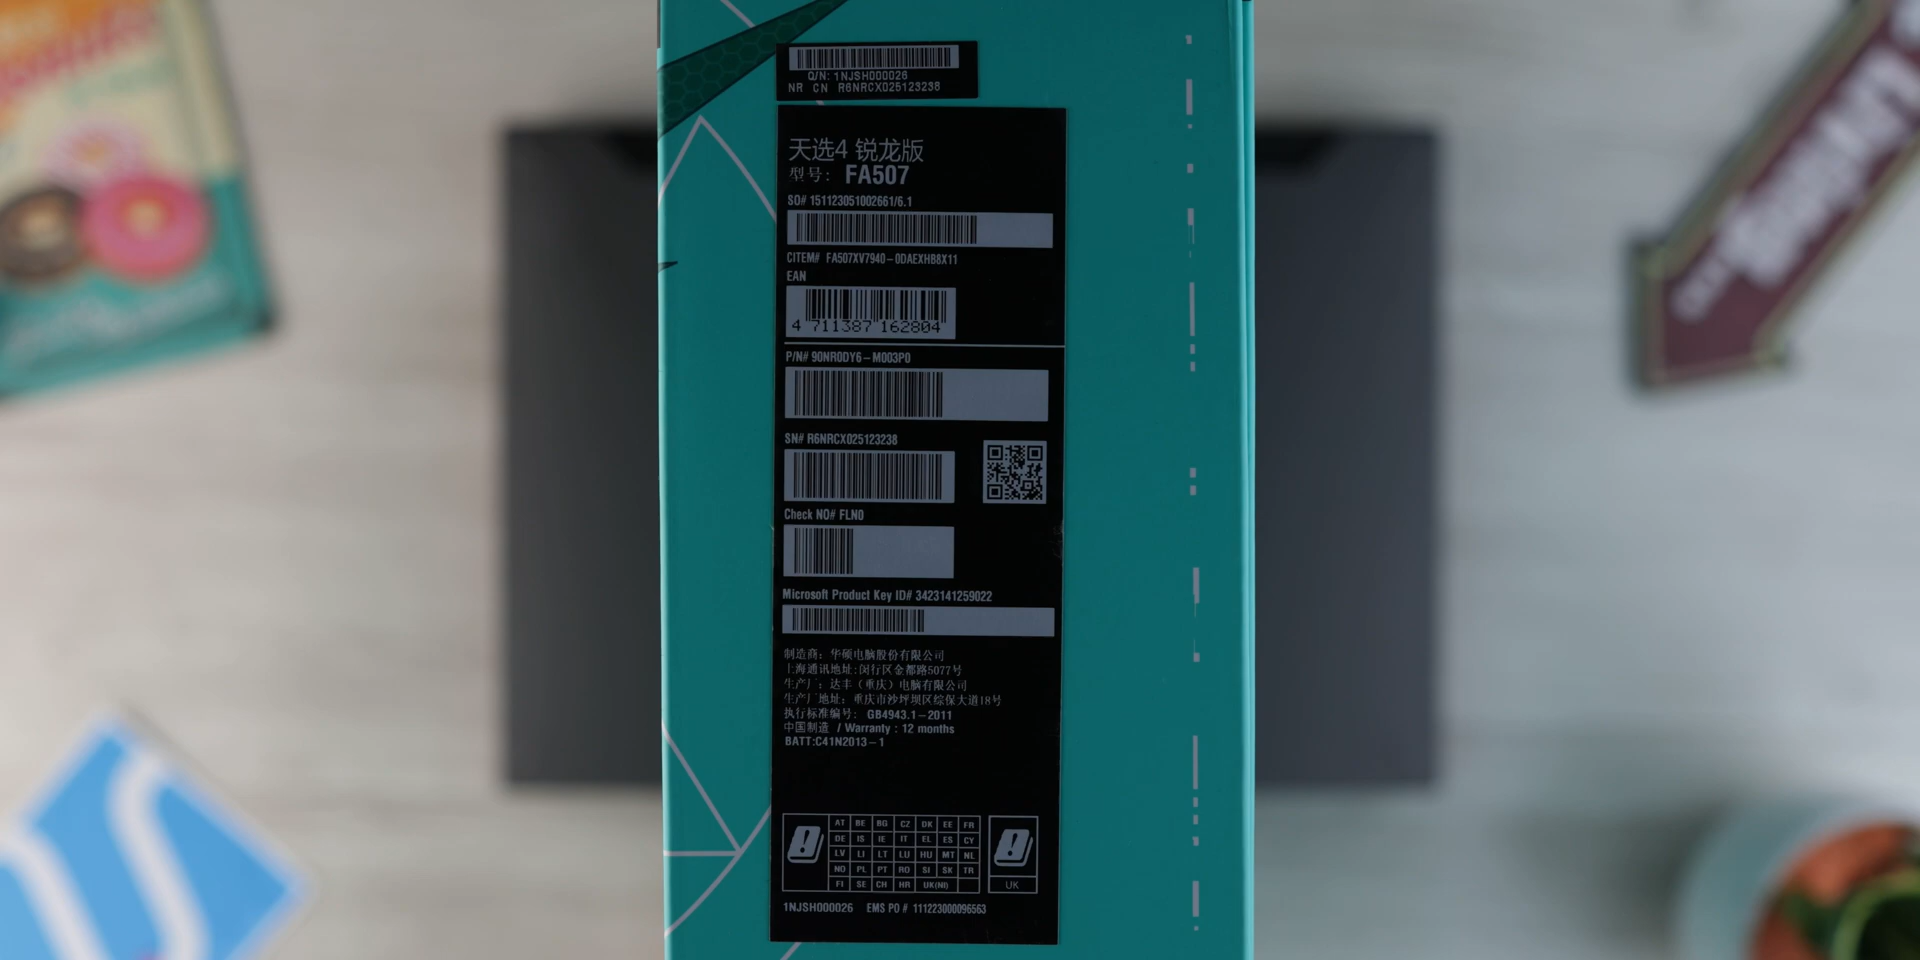 Q/N: 1NJSH000026
NR CN R6NRCX025123238
天选4 锐龙版
型号: FA507
SO# 151123051002661/6.1
CITEM# FA507XV7940-0DAEXHB8X11
EAN
4 711387 162804
P/N# 90NR0DY6-M003P0
SN# R6NRCX025123238
Check NO# FLNO
Microsoft Product Key ID# 3423141259022
制造商: 华硕电脑股份有限公司
上海通讯地址:闵行区金都路5077号
生产厂: 达丰（重庆）电脑有限公司
生产厂地址: 重庆市沙坪坝区综保大道18号
执行标准编号: GB4943.1-2011
中国制造 / Warranty : 12 months
BATT:C41N2013-1
AT BE BG CZ DK EE FR
DE IS IE IT EL ES CY
LV LI LT LU HU MT NL
NO PL PT RO SI SK TR
FI SE CH HR UK(NI)
UK
1NJSH000026 EMS PO # 111223000096563